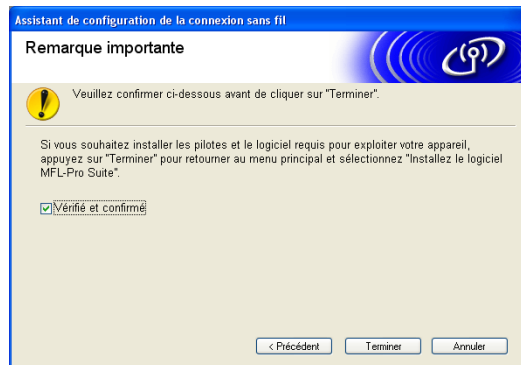 Assistant de configuration de la connexion sans fil
Remarque importante
Veuillez confirmer ci-dessous avant de cliquer sur "Terminer".
Si vous souhaitez installer les pilotes et le logiciel requis pour exploiter votre appareil,
appuyez sur "Terminer" pour retourner au menu principal et sélectionnez "Installez le logiciel
MFL-Pro Suite".
Vérifié et confirmé
< Précédent
Terminer
Annuler